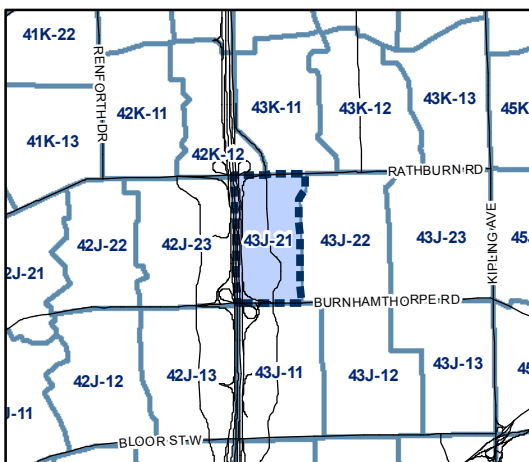 41K-22
RENFORTH DR
42K-11
43K-11
43K-12
43K-13
45K
41K-13
42K-12
RATHBURN RD
42J-22
42J-23
43J-21
43J-22
43J-23
45J
2J-21
KIPLING AVE
BURNHAMTHORPE RD
42J-12
42J-13
43J-11
43J-12
43J-13
45
J-11
BLOOR ST W